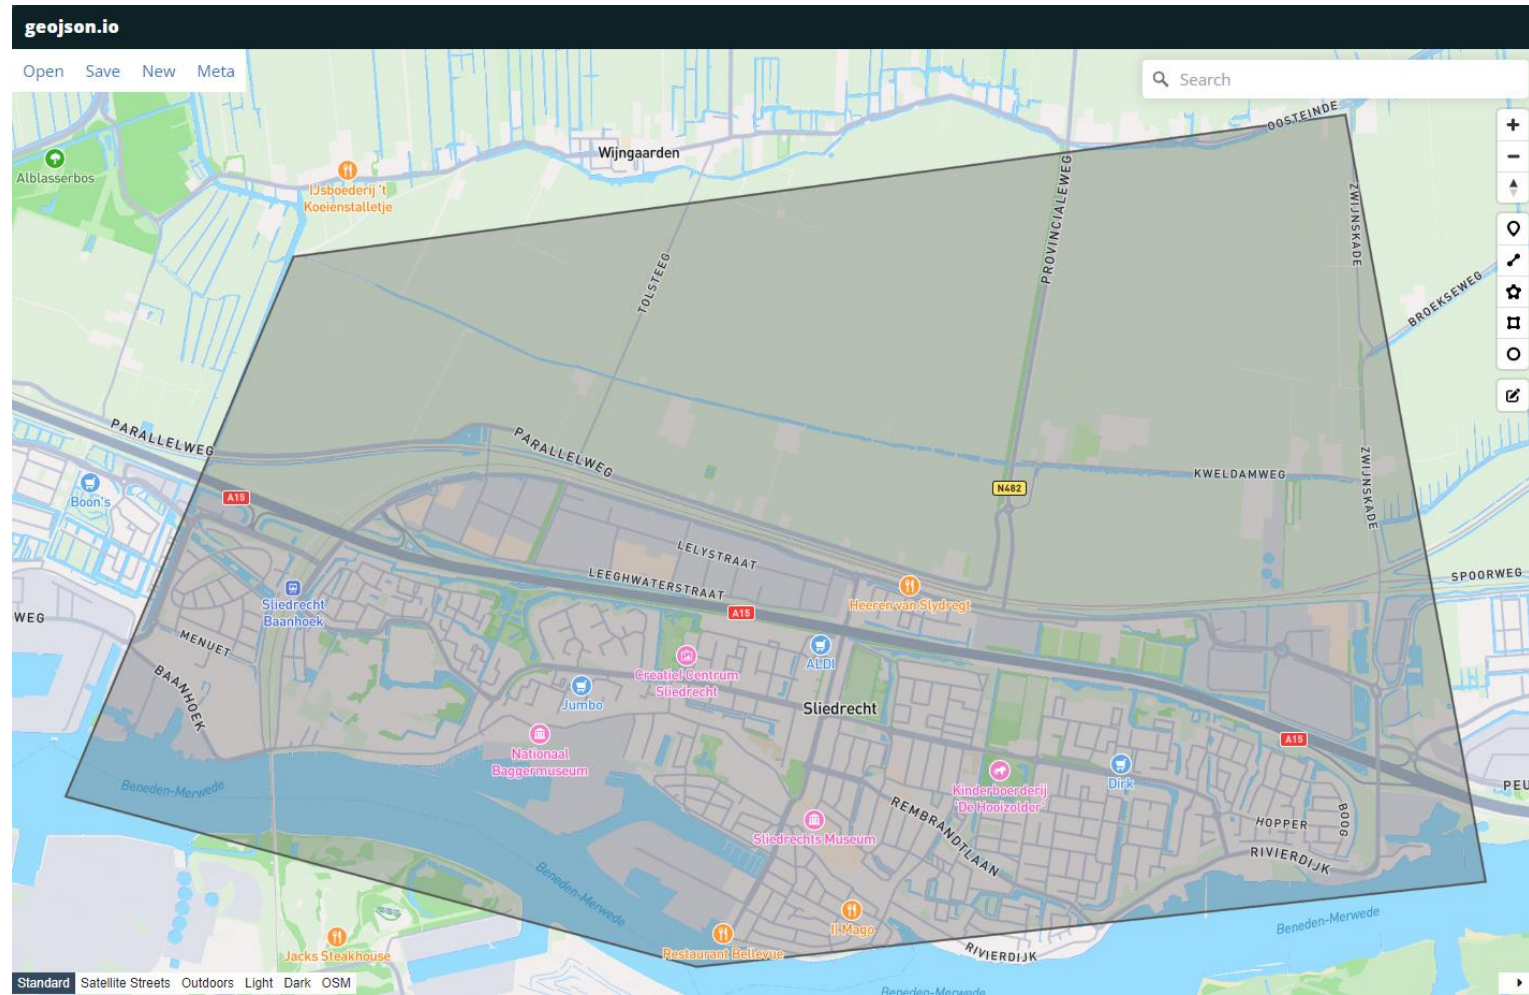 geojson.io
Open Save New Meta
Search
OOSTEINDE
Wijngaarden
Alblasserbos
IJsboederij 't
Koeienstalletje
PROVINCIALEWEG
ZWIJNSKADE
TOLSTEEG
BROEKSEWEG
PARALLELWEG
PARALLELWEG
ZWIJNSKADE
KWELDAMWEG
Boon's
A15
N482
LELYSTRAAT
LEEGHWATERSTRAAT
SPOORWEG
Sliedrecht
Baanhoek
Heeren van Slydregt
A15
WEG
MENUET
ALDI
BAANHOEK
Creatief Centrum
Sliedrecht
Jumbo
Sliedrecht
Nationaal
Baggermuseum
A15
Beneden-Merwede
Kinderboerderij
'De Hooizolder'
Dirk
PEU
REMBRANDTLAAN
HOPPER
BOOG
Sliedrechts Museum
RIVIERDIJK
Beneden-Merwede
Il Mago
Beneden-Merwede
Jacks Steakhouse
Restaurant Bellevue
RIVIERDIJK
Standard Satellite Streets Outdoors Light Dark OSM
Beneden-Merwede